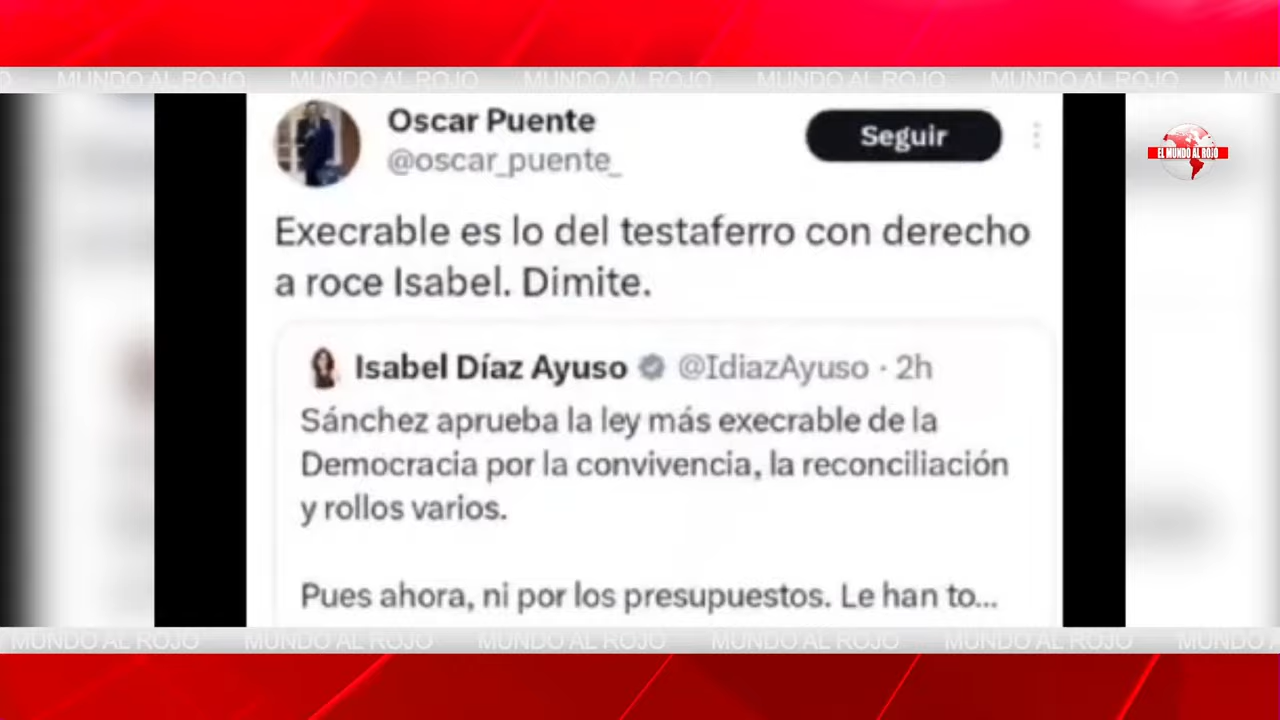 MUNDO AL ROJO MUNDO AL ROJO MUNDO AL ROJO MUNDO AL ROJO MUNDO AL ROJO
Oscar Puente
@oscar_puente_
Seguir
EL MUNDO AL ROJO
Execrable es lo del testaferro con derecho
a roce Isabel. Dimite.
Isabel Díaz Ayuso @IdiazAyuso · 2h
Sánchez aprueba la ley más execrable de la
Democracia por la convivencia, la reconciliación
y rollos varios.
Pues ahora, ni por los presupuestos. Le han to...
MUNDO AL ROJO MUNDO AL ROJO MUNDO AL ROJO MUNDO AL ROJO MUNDO AL ROJO